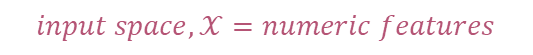 input space, 𝒳 = numeric features